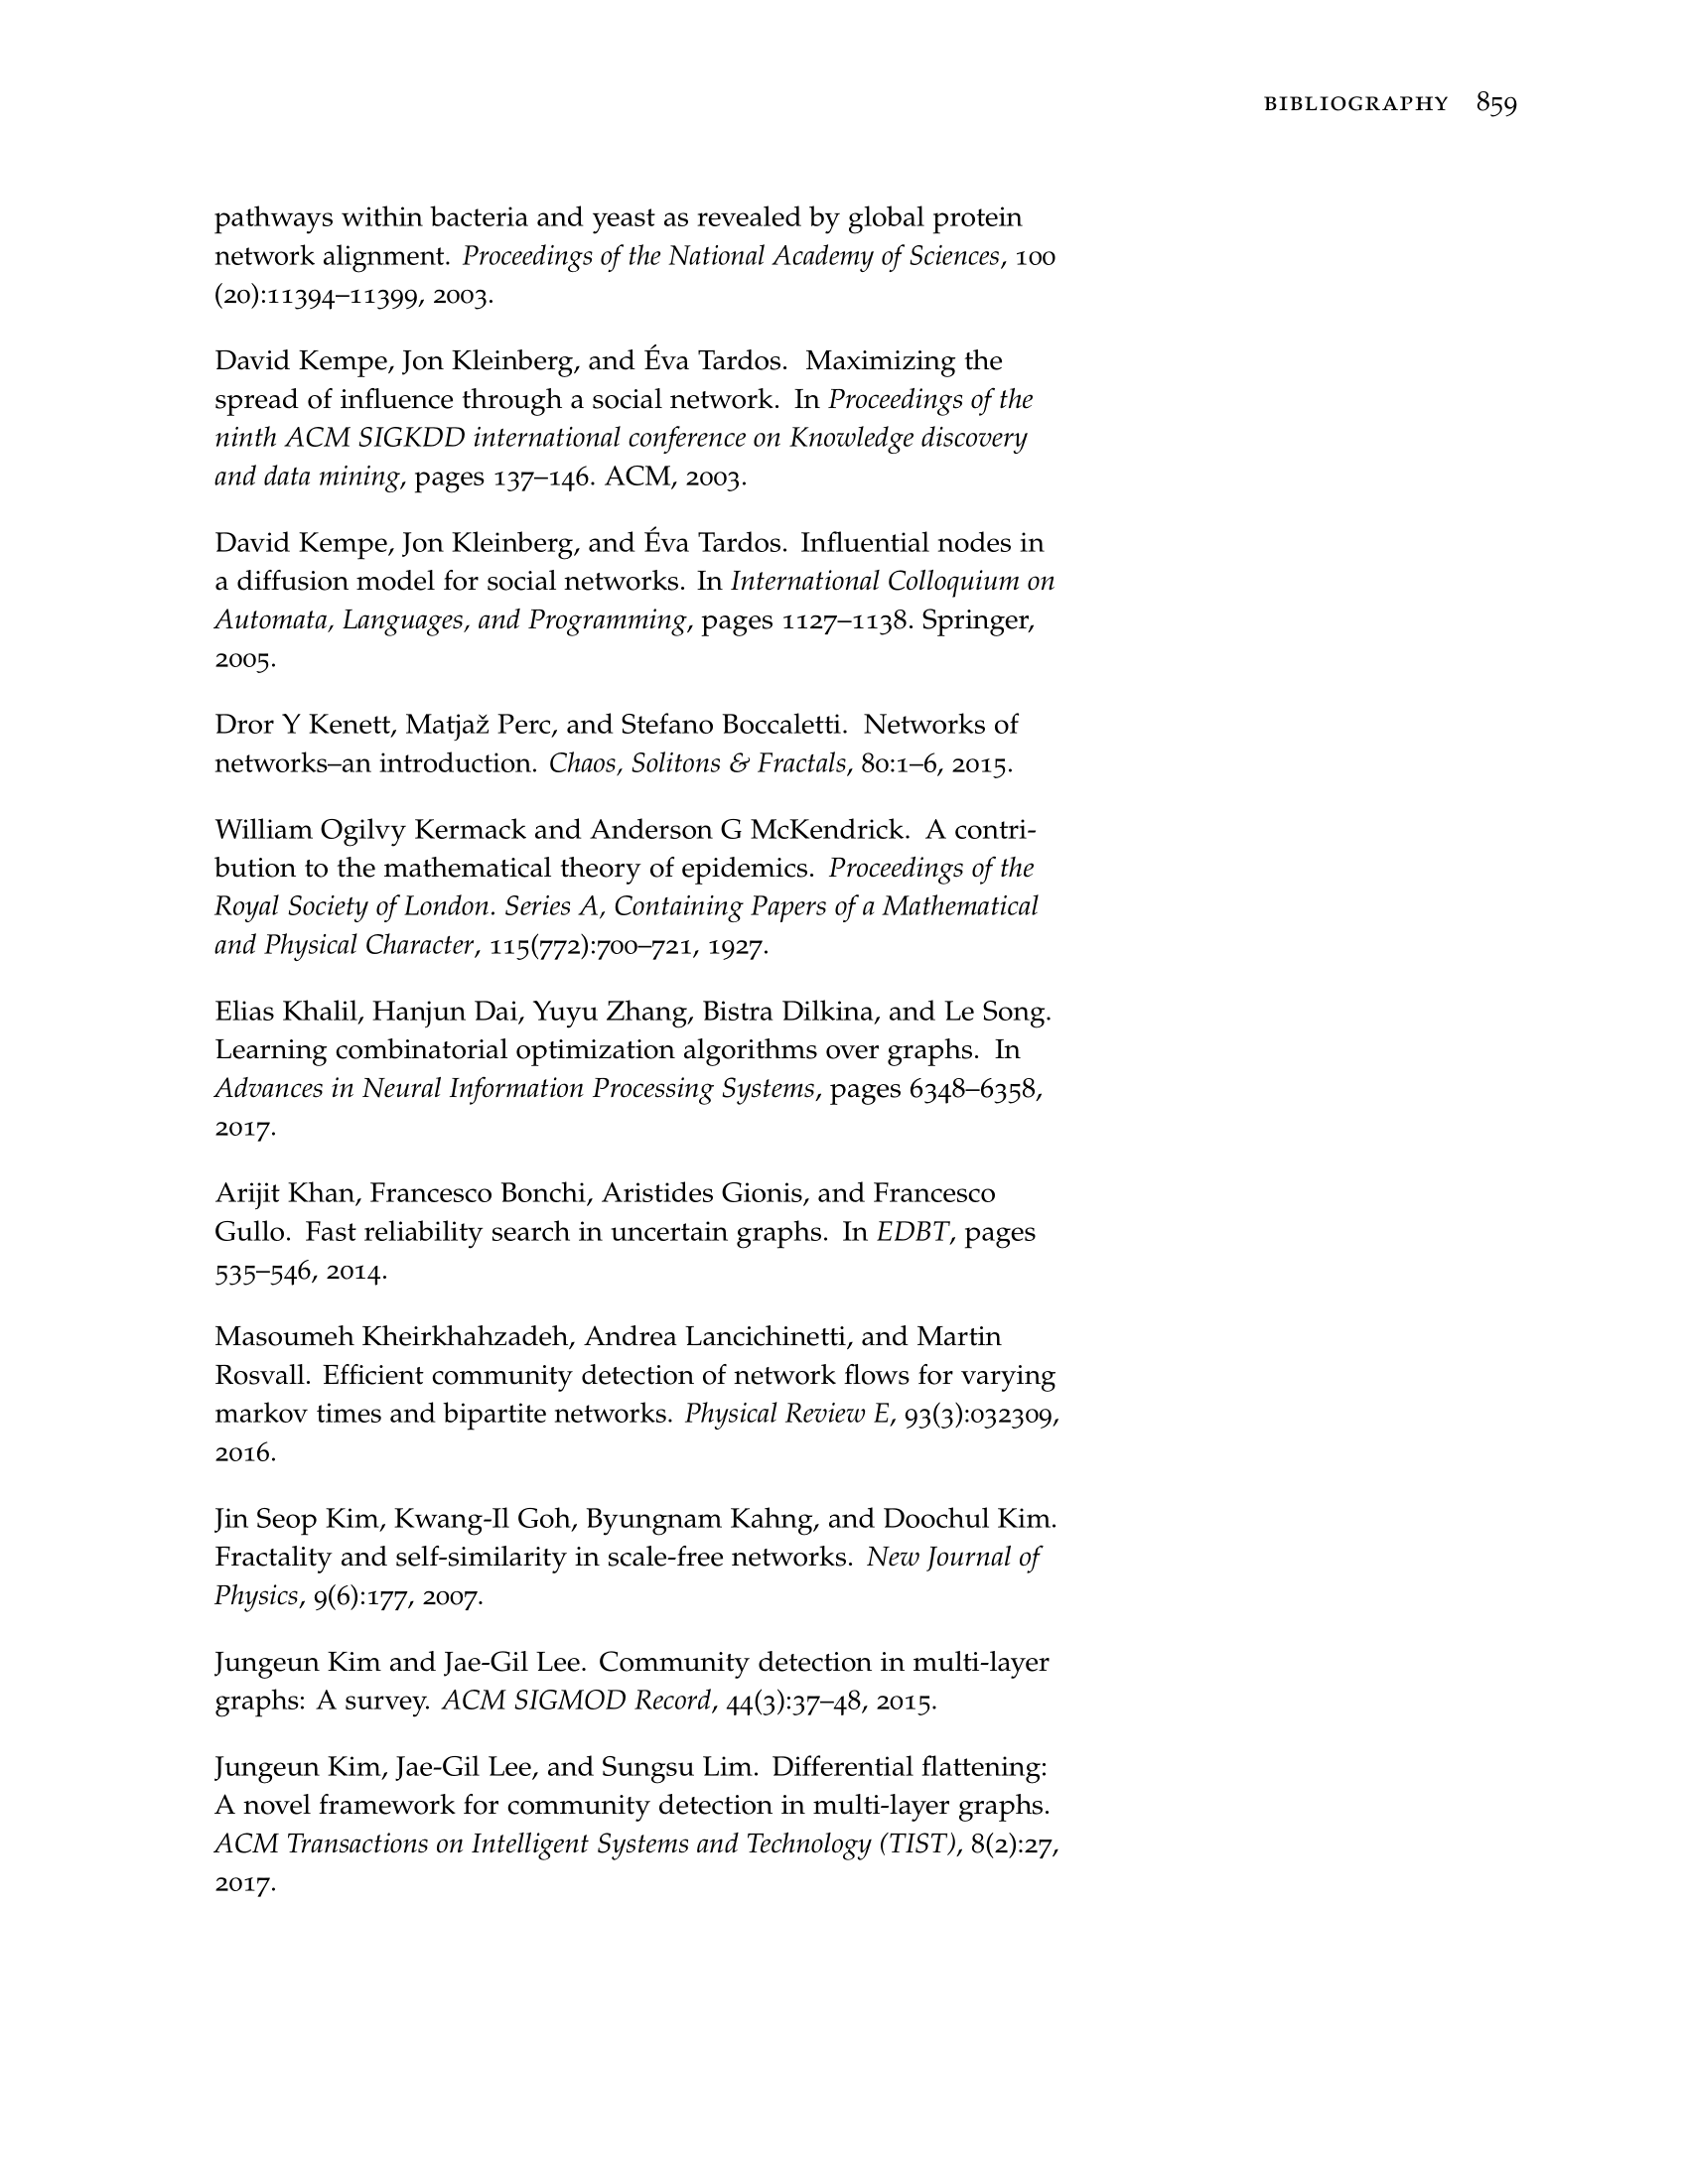 BIBLIOGRAPHY 859
pathways within bacteria and yeast as revealed by global protein
network alignment. Proceedings of the National Academy of Sciences, 100
(20):11394–11399, 2003.
David Kempe, Jon Kleinberg, and Éva Tardos. Maximizing the
spread of influence through a social network. In Proceedings of the
ninth ACM SIGKDD international conference on Knowledge discovery
and data mining, pages 137–146. ACM, 2003.
David Kempe, Jon Kleinberg, and Éva Tardos. Influential nodes in
a diffusion model for social networks. In International Colloquium on
Automata, Languages, and Programming, pages 1127–1138. Springer,
2005.
Dror Y Kenett, Matjaž Perc, and Stefano Boccaletti. Networks of
networks–an introduction. Chaos, Solitons & Fractals, 80:1–6, 2015.
William Ogilvy Kermack and Anderson G McKendrick. A contri-
bution to the mathematical theory of epidemics. Proceedings of the
Royal Society of London. Series A, Containing Papers of a Mathematical
and Physical Character, 115(772):700–721, 1927.
Elias Khalil, Hanjun Dai, Yuyu Zhang, Bistra Dilkina, and Le Song.
Learning combinatorial optimization algorithms over graphs. In
Advances in Neural Information Processing Systems, pages 6348–6358,
2017.
Arijit Khan, Francesco Bonchi, Aristides Gionis, and Francesco
Gullo. Fast reliability search in uncertain graphs. In EDBT, pages
535–546, 2014.
Masoumeh Kheirkhahzadeh, Andrea Lancichinetti, and Martin
Rosvall. Efficient community detection of network flows for varying
markov times and bipartite networks. Physical Review E, 93(3):032309,
2016.
Jin Seop Kim, Kwang-Il Goh, Byungnam Kahng, and Doochul Kim.
Fractality and self-similarity in scale-free networks. New Journal of
Physics, 9(6):177, 2007.
Jungeun Kim and Jae-Gil Lee. Community detection in multi-layer
graphs: A survey. ACM SIGMOD Record, 44(3):37–48, 2015.
Jungeun Kim, Jae-Gil Lee, and Sungsu Lim. Differential flattening:
A novel framework for community detection in multi-layer graphs.
ACM Transactions on Intelligent Systems and Technology (TIST), 8(2):27,
2017.